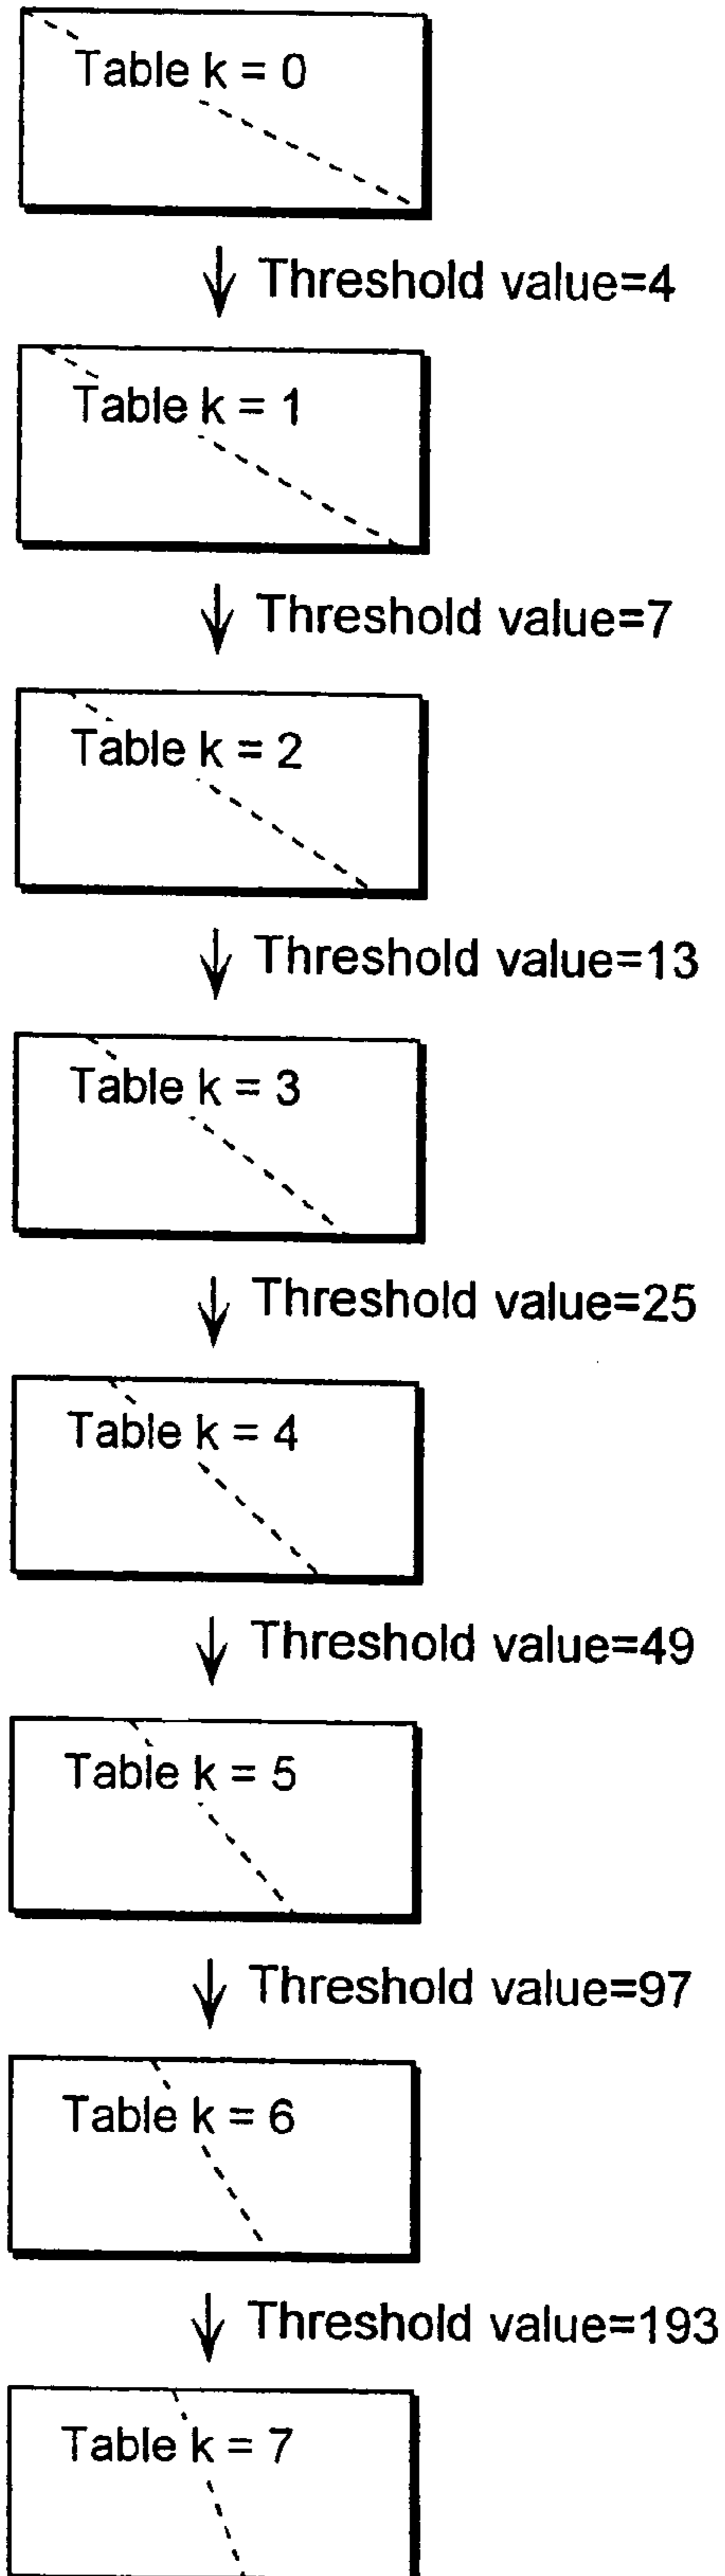 Table k = 0
Threshold value=4
Table k = 1
Threshold value=7
Table k = 2
Threshold value=13
Table k = 3
Threshold value=25
Table k = 4
Threshold value=49
Table k = 5
Threshold value=97
Table k = 6
Threshold value=193
Table k = 7